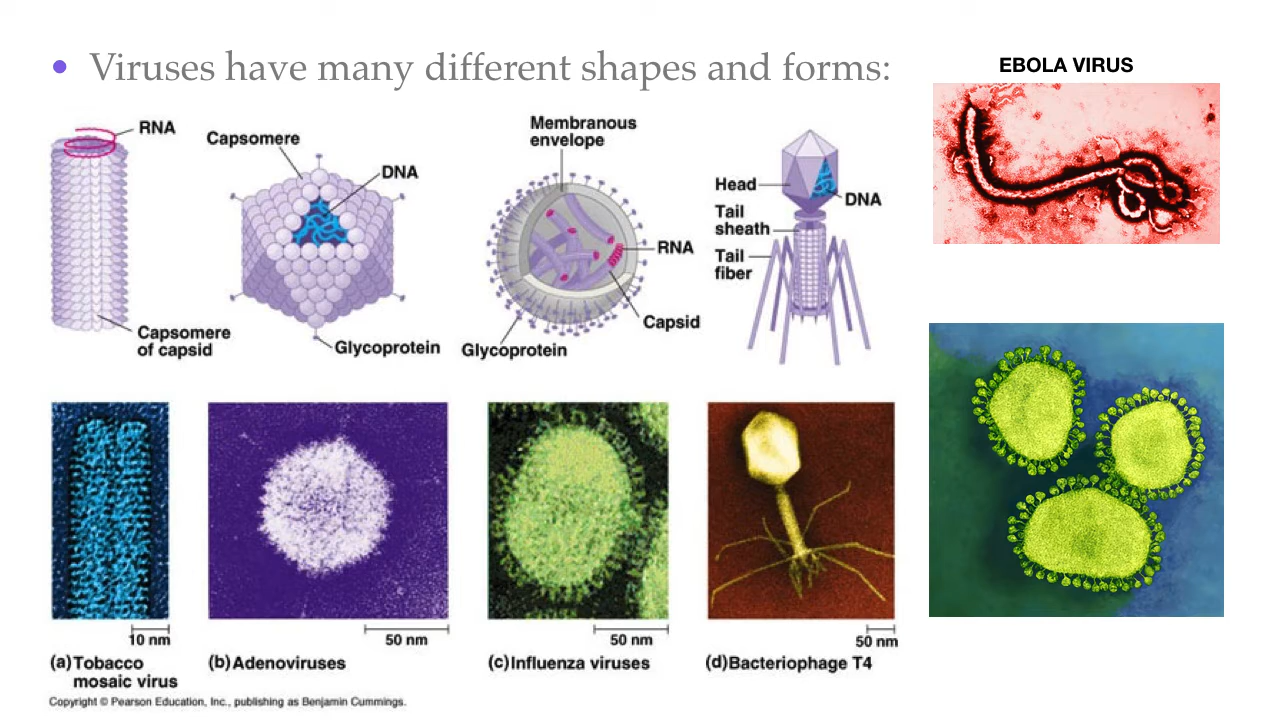 • Viruses have many different shapes and forms:
EBOLA VIRUS
RNA
Capsomere
of capsid
Capsomere
DNA
Glycoprotein
Membranous
envelope
RNA
Capsid
Glycoprotein
Head
DNA
Tail
sheath
Tail
fiber
10 nm
50 nm
50 nm
50 nm
(a) Tobacco
mosaic virus
(b) Adenoviruses
(c) Influenza viruses
(d) Bacteriophage T4
Copyright © Pearson Education, Inc., publishing as Benjamin Cummings.